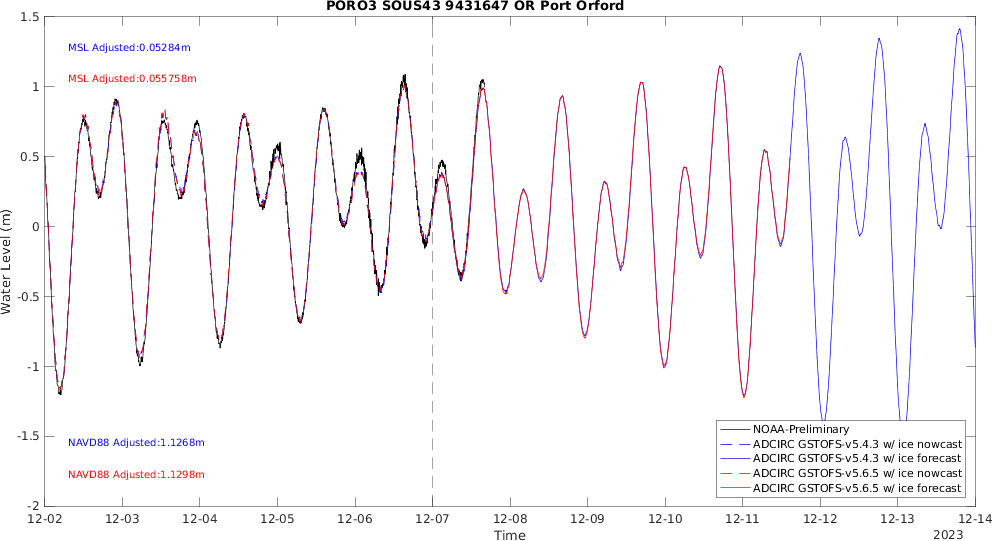 PORO3 SOUS43 9431647 OR Port Orford
MSL Adjusted:0.05284m
MSL Adjusted:0.055758m
NAVD88 Adjusted:1.1268m
NAVD88 Adjusted:1.1298m
Water Level (m)
1.5
1
0.5
0
-0.5
-1
-1.5
-2
NOAA-Preliminary
ADCIRC GSTOFS-v5.4.3 w/ ice nowcast
ADCIRC GSTOFS-v5.4.3 w/ ice forecast
ADCIRC GSTOFS-v5.6.5 w/ ice nowcast
ADCIRC GSTOFS-v5.6.5 w/ ice forecast
12-02 12-03 12-04 12-05 12-06 12-07 12-08 12-09 12-10 12-11 12-12 12-13 12-14
Time
2023